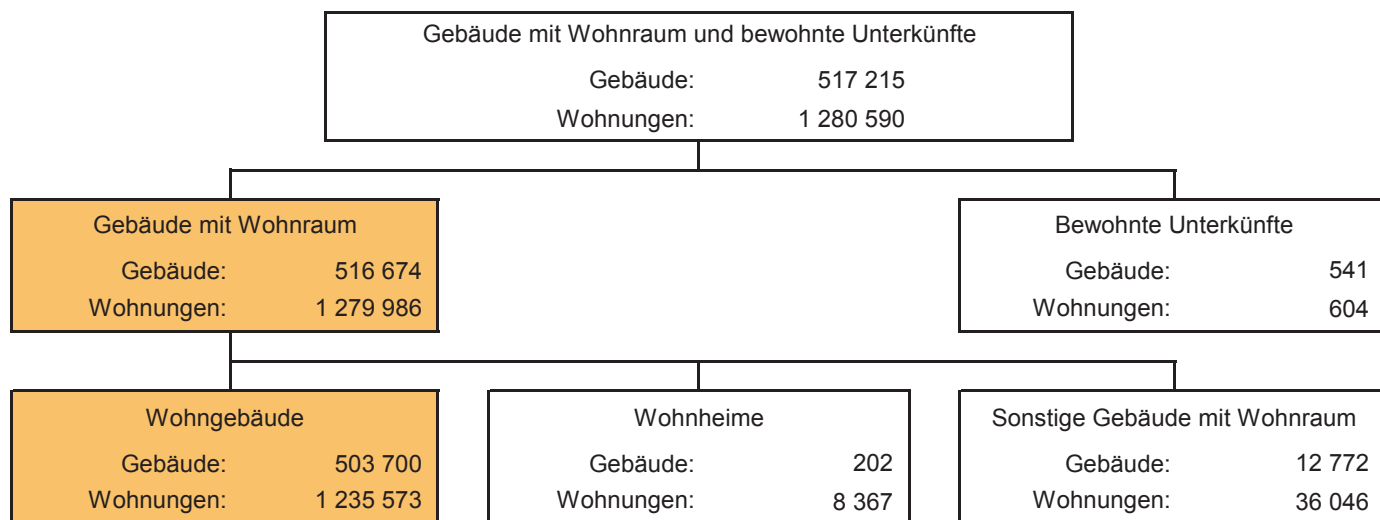 Gebäude mit Wohnraum und bewohnte Unterkünfte
Gebäude: 517 215
Wohnungen: 1 280 590
Gebäude mit Wohnraum
Gebäude: 516 674
Wohnungen: 1 279 986
Bewohnte Unterkünfte
Gebäude: 541
Wohnungen: 604
Wohngebäude
Gebäude: 503 700
Wohnungen: 1 235 573
Wohnheime
Gebäude: 202
Wohnungen: 8 367
Sonstige Gebäude mit Wohnraum
Gebäude: 12 772
Wohnungen: 36 046